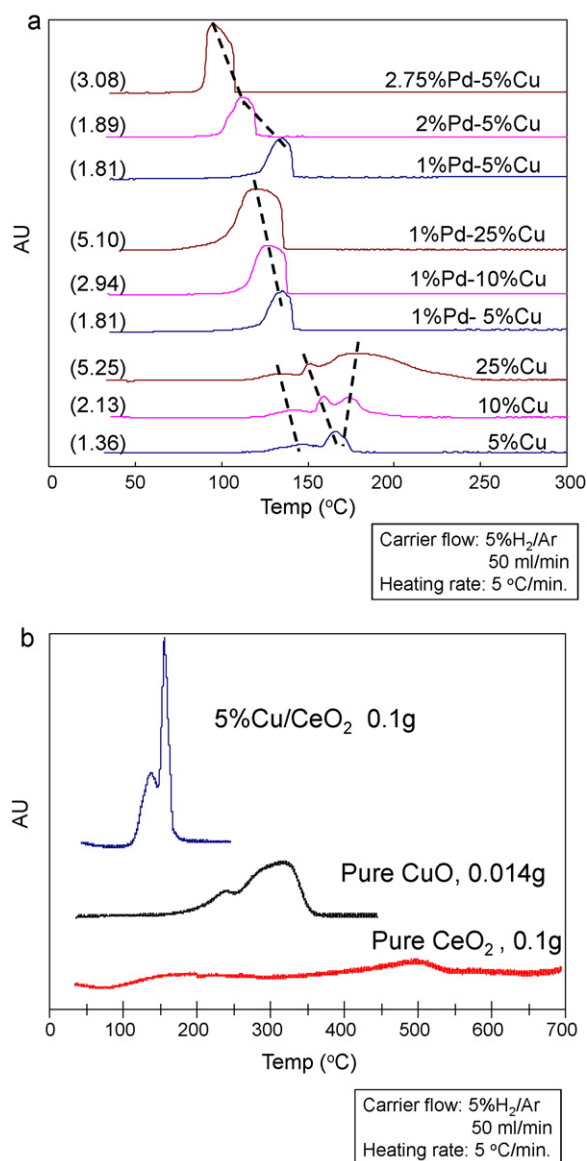 a
(3.08) 2.75%Pd-5%Cu
(1.89) 2%Pd-5%Cu
(1.81) 1%Pd-5%Cu
(5.10) 1%Pd-25%Cu
(2.94) 1%Pd-10%Cu
(1.81) 1%Pd- 5%Cu
(5.25) 25%Cu
(2.13) 10%Cu
(1.36) 5%Cu
AU
0 50 100 150 200 250 300
Temp (°C)
Carrier flow: 5%H₂/Ar
50 ml/min
Heating rate: 5 °C/min.
b
5%Cu/CeO₂ 0.1g
AU
Pure CuO, 0.014g
Pure CeO₂ , 0.1g
0 100 200 300 400 500 600 700
Temp (°C)
Carrier flow: 5%H₂/Ar
50 ml/min
Heating rate: 5 °C/min.